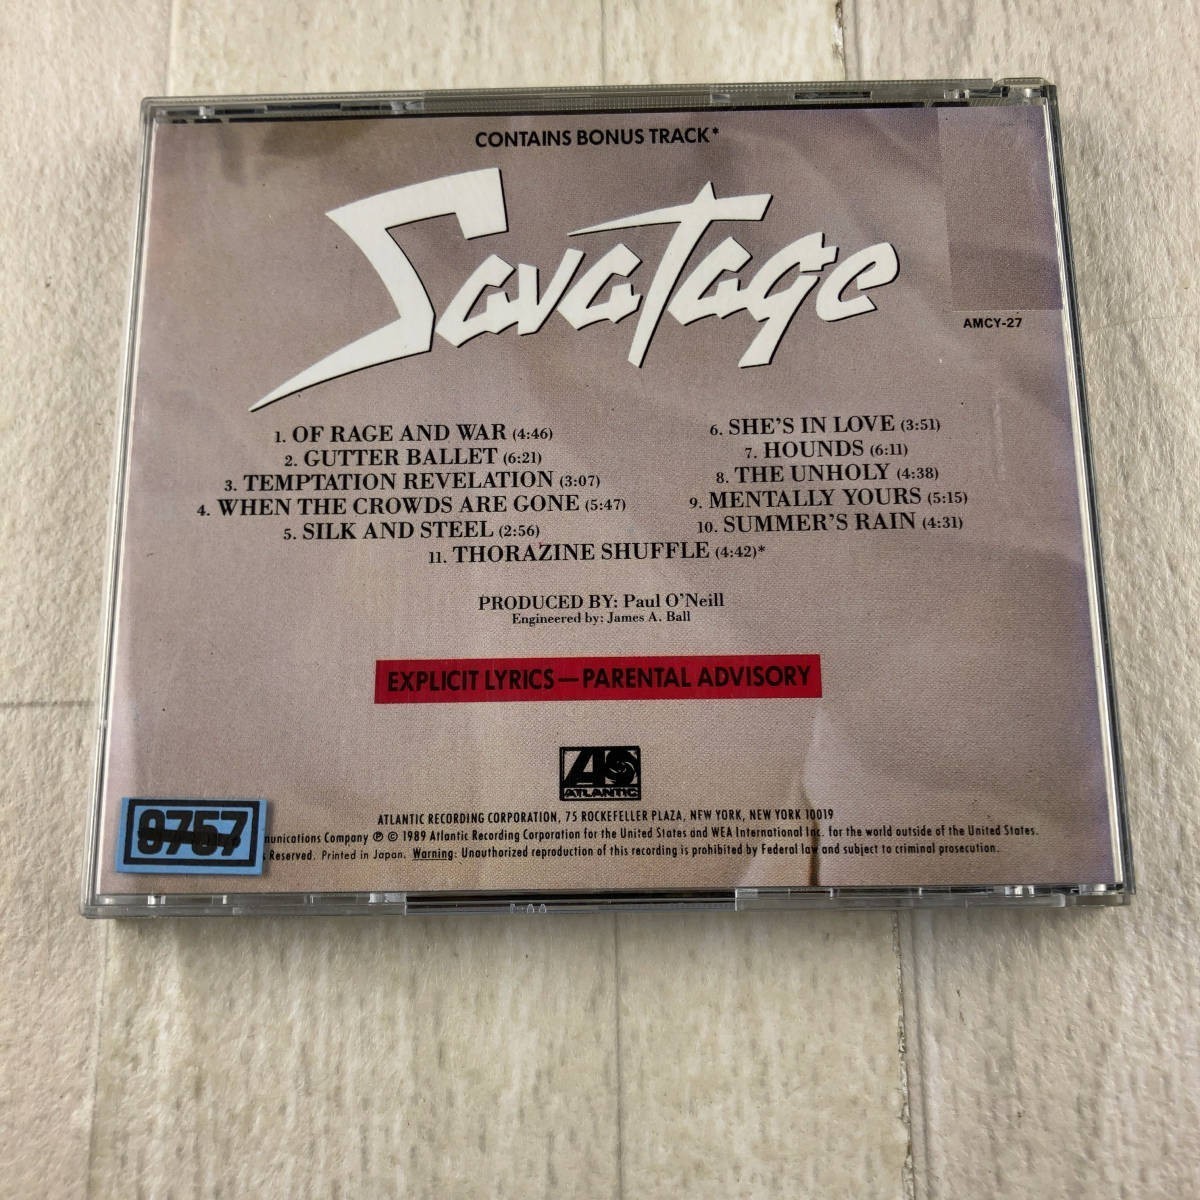 CONTAINS BONUS TRACK*
Savatage
AMCY-27
1. OF RAGE AND WAR (4:46)
2. GUTTER BALLET (6:21)
3. TEMPTATION REVELATION (3:07)
4. WHEN THE CROWDS ARE GONE (5:47)
5. SILK AND STEEL (2:56)
6. SHE'S IN LOVE (3:51)
7. HOUNDS (6:11)
8. THE UNHOLY (4:38)
9. MENTALLY YOURS (5:15)
10. SUMMER'S RAIN (4:31)
11. THORAZINE SHUFFLE (4:42)*
PRODUCED BY: Paul O'Neill
Engineered by: James A. Ball
EXPLICIT LYRICS—PARENTAL ADVISORY
ATLANTIC
ATLANTIC RECORDING CORPORATION, 75 ROCKEFELLER PLAZA, NEW YORK, NEW YORK 10019
munications Company ℗ © 1989 Atlantic Recording Corporation for the United States and WEA International Inc. for the world outside of the United States.
s Reserved. Printed in Japan. Warning: Unauthorized reproduction of this recording is prohibited by Federal law and subject to criminal prosecution.